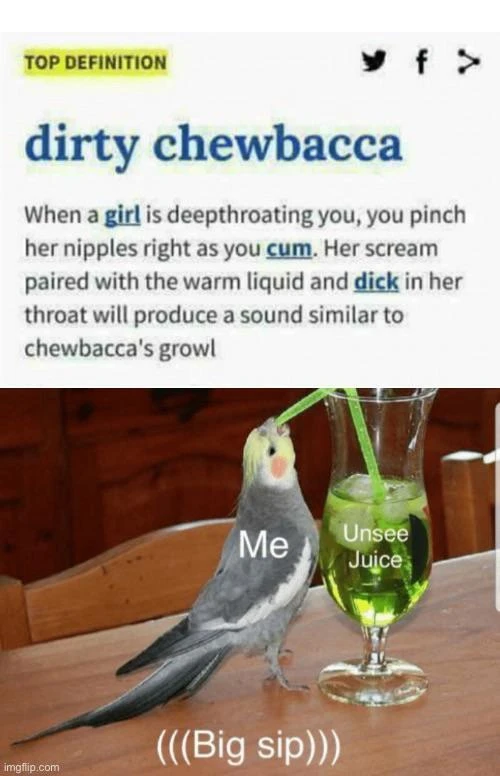 TOP DEFINITION
dirty chewbacca
When a girl is deepthroating you, you pinch
her nipples right as you cum. Her scream
paired with the warm liquid and dick in her
throat will produce a sound similar to
chewbacca's growl
Me
Unsee
Juice
(((Big sip)))
imgflip.com